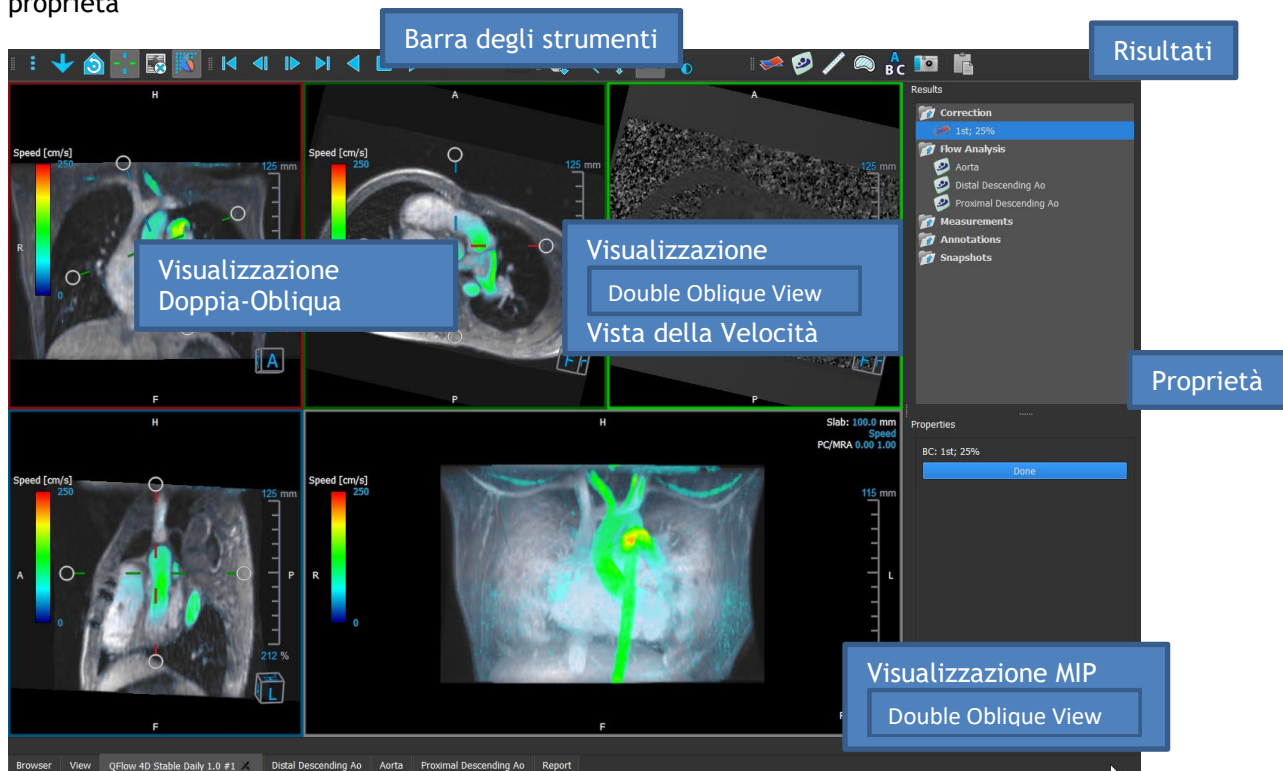 proprietà
Barra degli strumenti
Risultati
A
B C
H
A
A
Results
Correction
1st; 25%
Flow Analysis
Aorta
Distal Descending Ao
Proximal Descending Ao
Measurements
Annotations
Snapshots
Speed [cm/s]
250
125 mm
Speed [cm/s]
250
125 mm
125 mm
R
0
Visualizzazione
Doppia-Obliqua
Visualizzazione
Double Oblique View
Vista della Velocità
A
F
P
P
Proprietà
H
H
Slab: 100.0 mm
Speed
PC/MRA 0.00 1.00
Properties
BC: 1st; 25%
Done
Speed [cm/s]
250
125 mm
Speed [cm/s]
250
115 mm
A
P
R
L
0
0
212 %
L
F
F
Visualizzazione MIP
Double Oblique View
Browser View QFlow 4D Stable Daily 1.0 #1 Distal Descending Ao Aorta Proximal Descending Ao Report